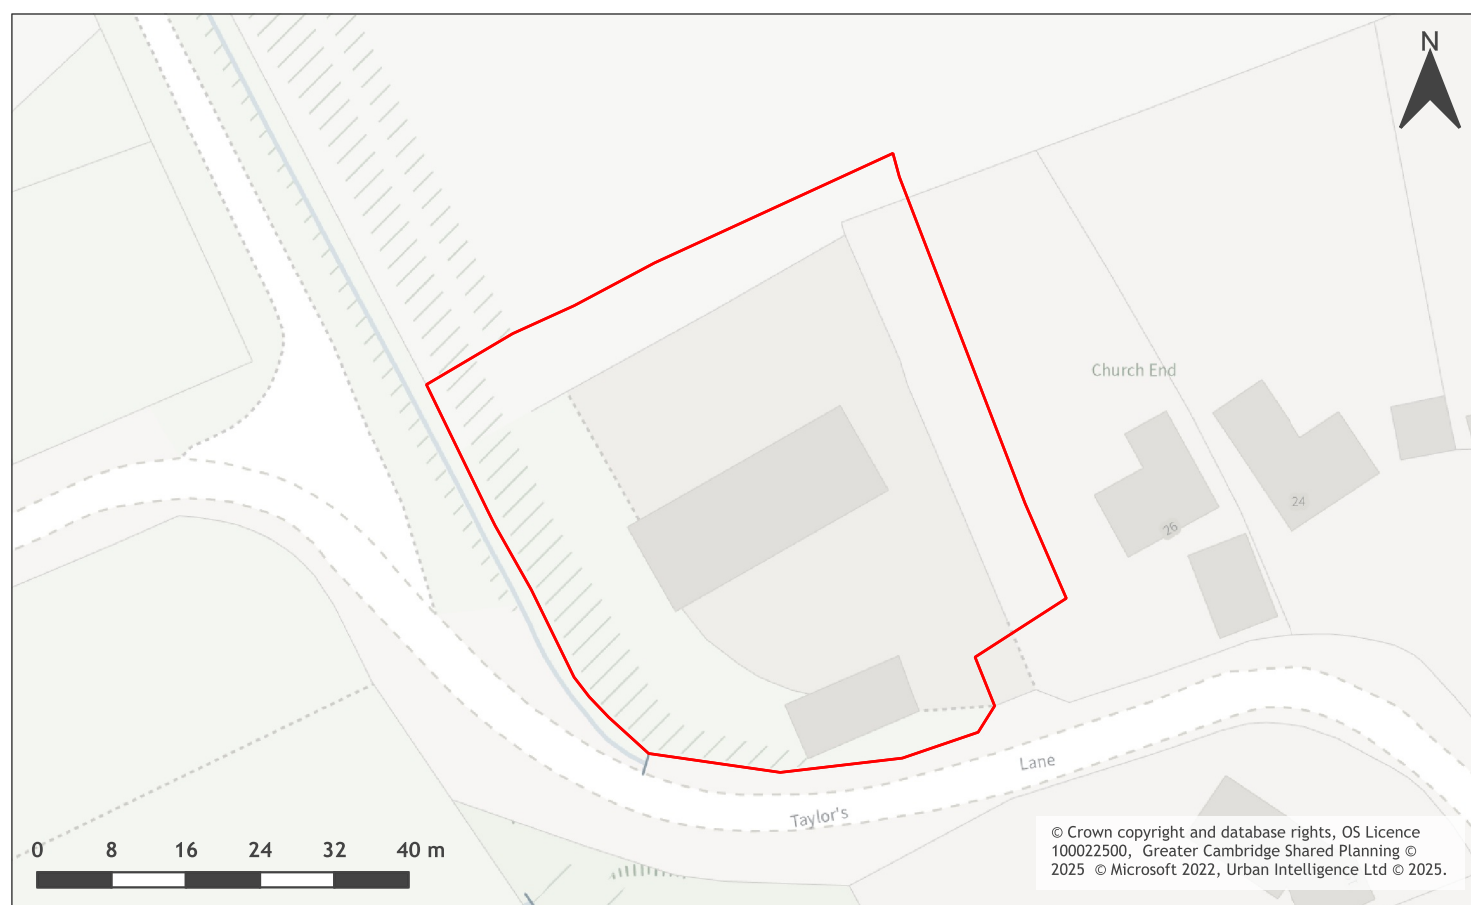 N
Church End
24
26
Lane
Taylor's
0 8 16 24 32 40 m
© Crown copyright and database rights, OS Licence
100022500, Greater Cambridge Shared Planning ©
2025 © Microsoft 2022, Urban Intelligence Ltd © 2025.